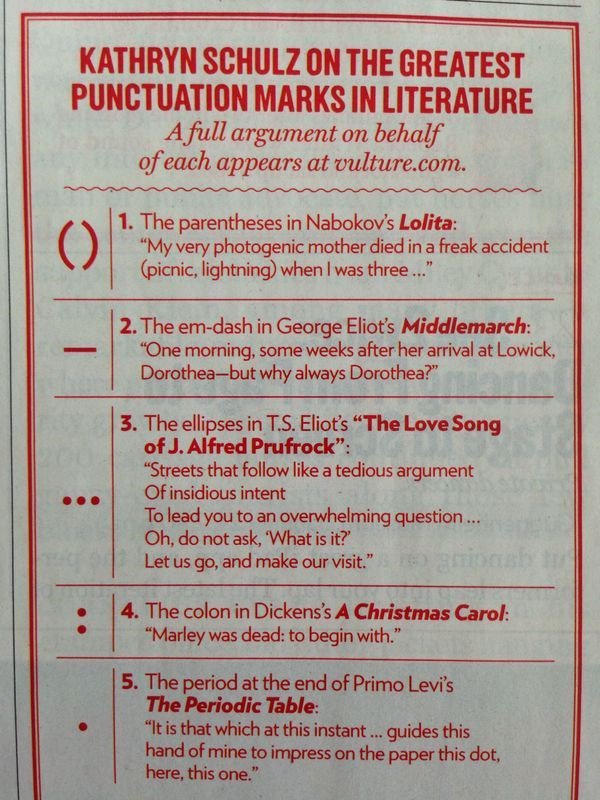 KATHRYN SCHULZ ON THE GREATEST
PUNCTUATION MARKS IN LITERATURE
A full argument on behalf
of each appears at vulture.com.
( )
1. The parentheses in Nabokov's Lolita:
“My very photogenic mother died in a freak accident
(picnic, lightning) when I was three ...”
—
2. The em-dash in George Eliot's Middlemarch:
“One morning, some weeks after her arrival at Lowick,
Dorothea—but why always Dorothea?”
...
3. The ellipses in T.S. Eliot's “The Love Song
of J. Alfred Prufrock”:
“Streets that follow like a tedious argument
Of insidious intent
To lead you to an overwhelming question ...
Oh, do not ask, ‘What is it?’
Let us go, and make our visit.”
:
4. The colon in Dickens's A Christmas Carol:
“Marley was dead: to begin with.”
.
5. The period at the end of Primo Levi's
The Periodic Table:
“It is that which at this instant ... guides this
hand of mine to impress on the paper this dot,
here, this one.”